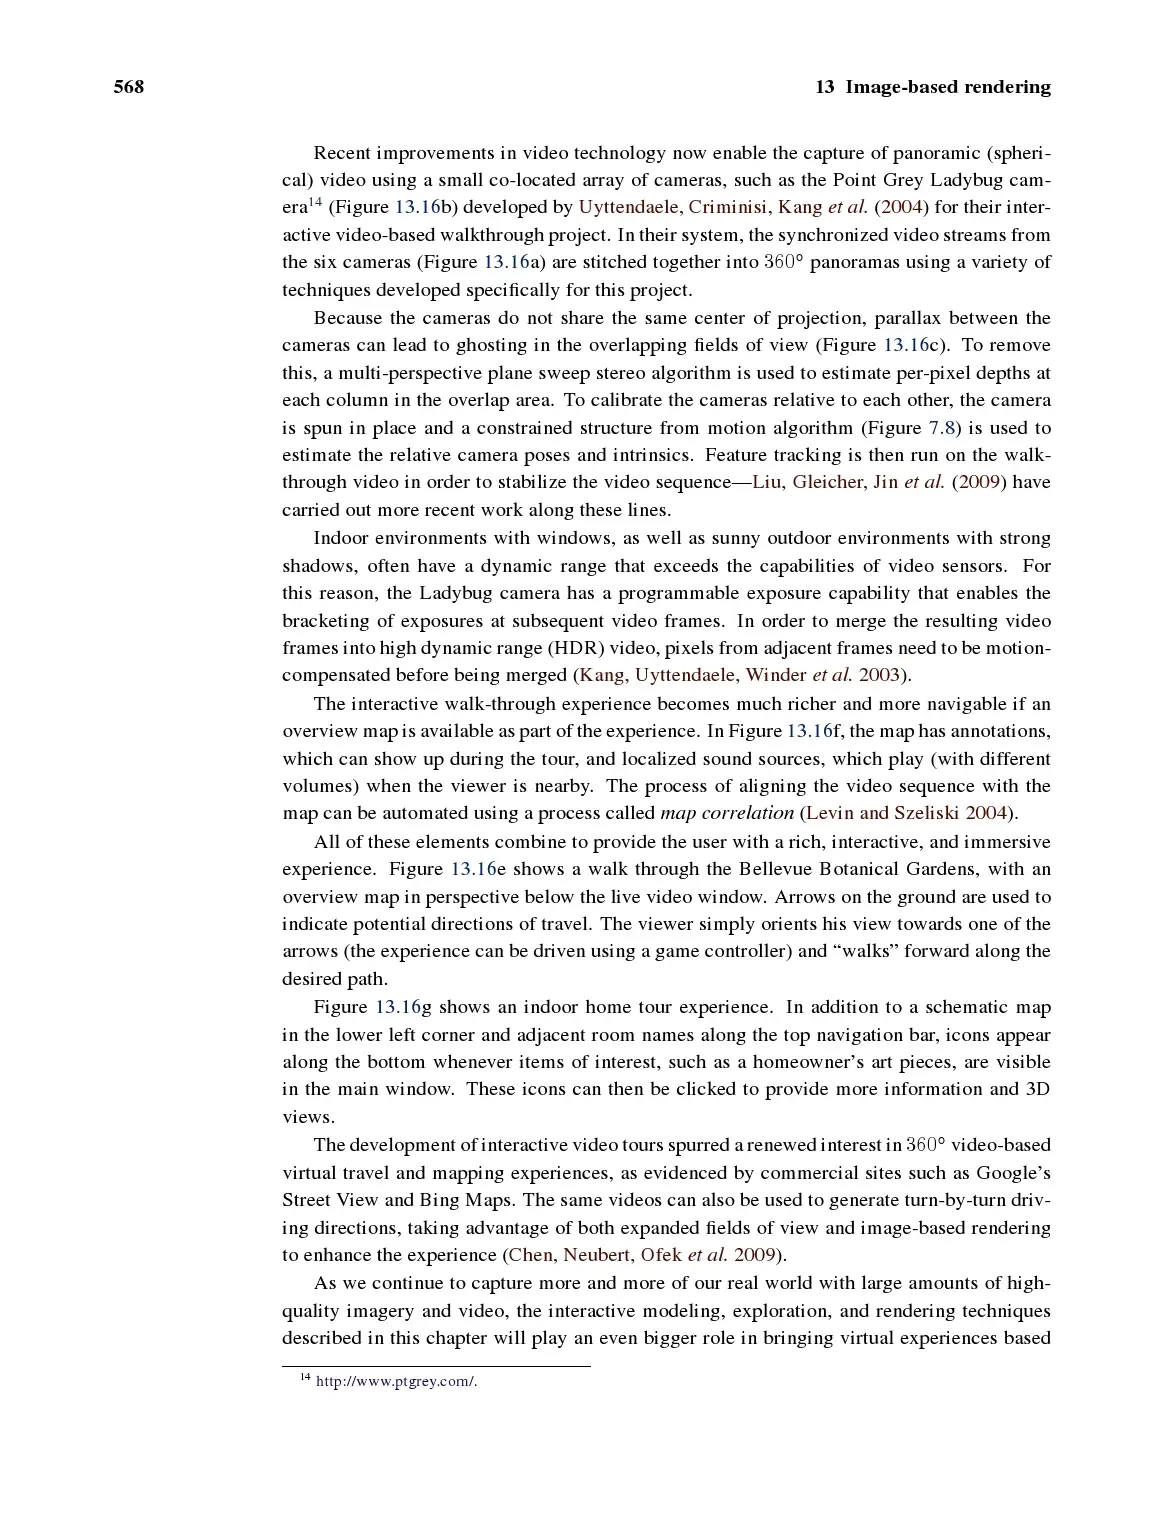 568
13 Image-based rendering
Recent improvements in video technology now enable the capture of panoramic (spheri-
cal) video using a small co-located array of cameras, such as the Point Grey Ladybug cam-
era14 (Figure 13.16b) developed by Uyttendaele, Criminisi, Kang et al. (2004) for their inter-
active video-based walkthrough project. In their system, the synchronized video streams from
the six cameras (Figure 13.16a) are stitched together into 360° panoramas using a variety of
techniques developed specifically for this project.
Because the cameras do not share the same center of projection, parallax between the
cameras can lead to ghosting in the overlapping fields of view (Figure 13.16c). To remove
this, a multi-perspective plane sweep stereo algorithm is used to estimate per-pixel depths at
each column in the overlap area. To calibrate the cameras relative to each other, the camera
is spun in place and a constrained structure from motion algorithm (Figure 7.8) is used to
estimate the relative camera poses and intrinsics. Feature tracking is then run on the walk-
through video in order to stabilize the video sequence—Liu, Gleicher, Jin et al. (2009) have
carried out more recent work along these lines.
Indoor environments with windows, as well as sunny outdoor environments with strong
shadows, often have a dynamic range that exceeds the capabilities of video sensors. For
this reason, the Ladybug camera has a programmable exposure capability that enables the
bracketing of exposures at subsequent video frames. In order to merge the resulting video
frames into high dynamic range (HDR) video, pixels from adjacent frames need to be motion-
compensated before being merged (Kang, Uyttendaele, Winder et al. 2003).
The interactive walk-through experience becomes much richer and more navigable if an
overview map is available as part of the experience. In Figure 13.16f, the map has annotations,
which can show up during the tour, and localized sound sources, which play (with different
volumes) when the viewer is nearby. The process of aligning the video sequence with the
map can be automated using a process called map correlation (Levin and Szeliski 2004).
All of these elements combine to provide the user with a rich, interactive, and immersive
experience. Figure 13.16e shows a walk through the Bellevue Botanical Gardens, with an
overview map in perspective below the live video window. Arrows on the ground are used to
indicate potential directions of travel. The viewer simply orients his view towards one of the
arrows (the experience can be driven using a game controller) and “walks” forward along the
desired path.
Figure 13.16g shows an indoor home tour experience. In addition to a schematic map
in the lower left corner and adjacent room names along the top navigation bar, icons appear
along the bottom whenever items of interest, such as a homeowner’s art pieces, are visible
in the main window. These icons can then be clicked to provide more information and 3D
views.
The development of interactive video tours spurred a renewed interest in 360° video-based
virtual travel and mapping experiences, as evidenced by commercial sites such as Google’s
Street View and Bing Maps. The same videos can also be used to generate turn-by-turn driv-
ing directions, taking advantage of both expanded fields of view and image-based rendering
to enhance the experience (Chen, Neubert, Ofek et al. 2009).
As we continue to capture more and more of our real world with large amounts of high-
quality imagery and video, the interactive modeling, exploration, and rendering techniques
described in this chapter will play an even bigger role in bringing virtual experiences based
14 http://www.ptgrey.com/.